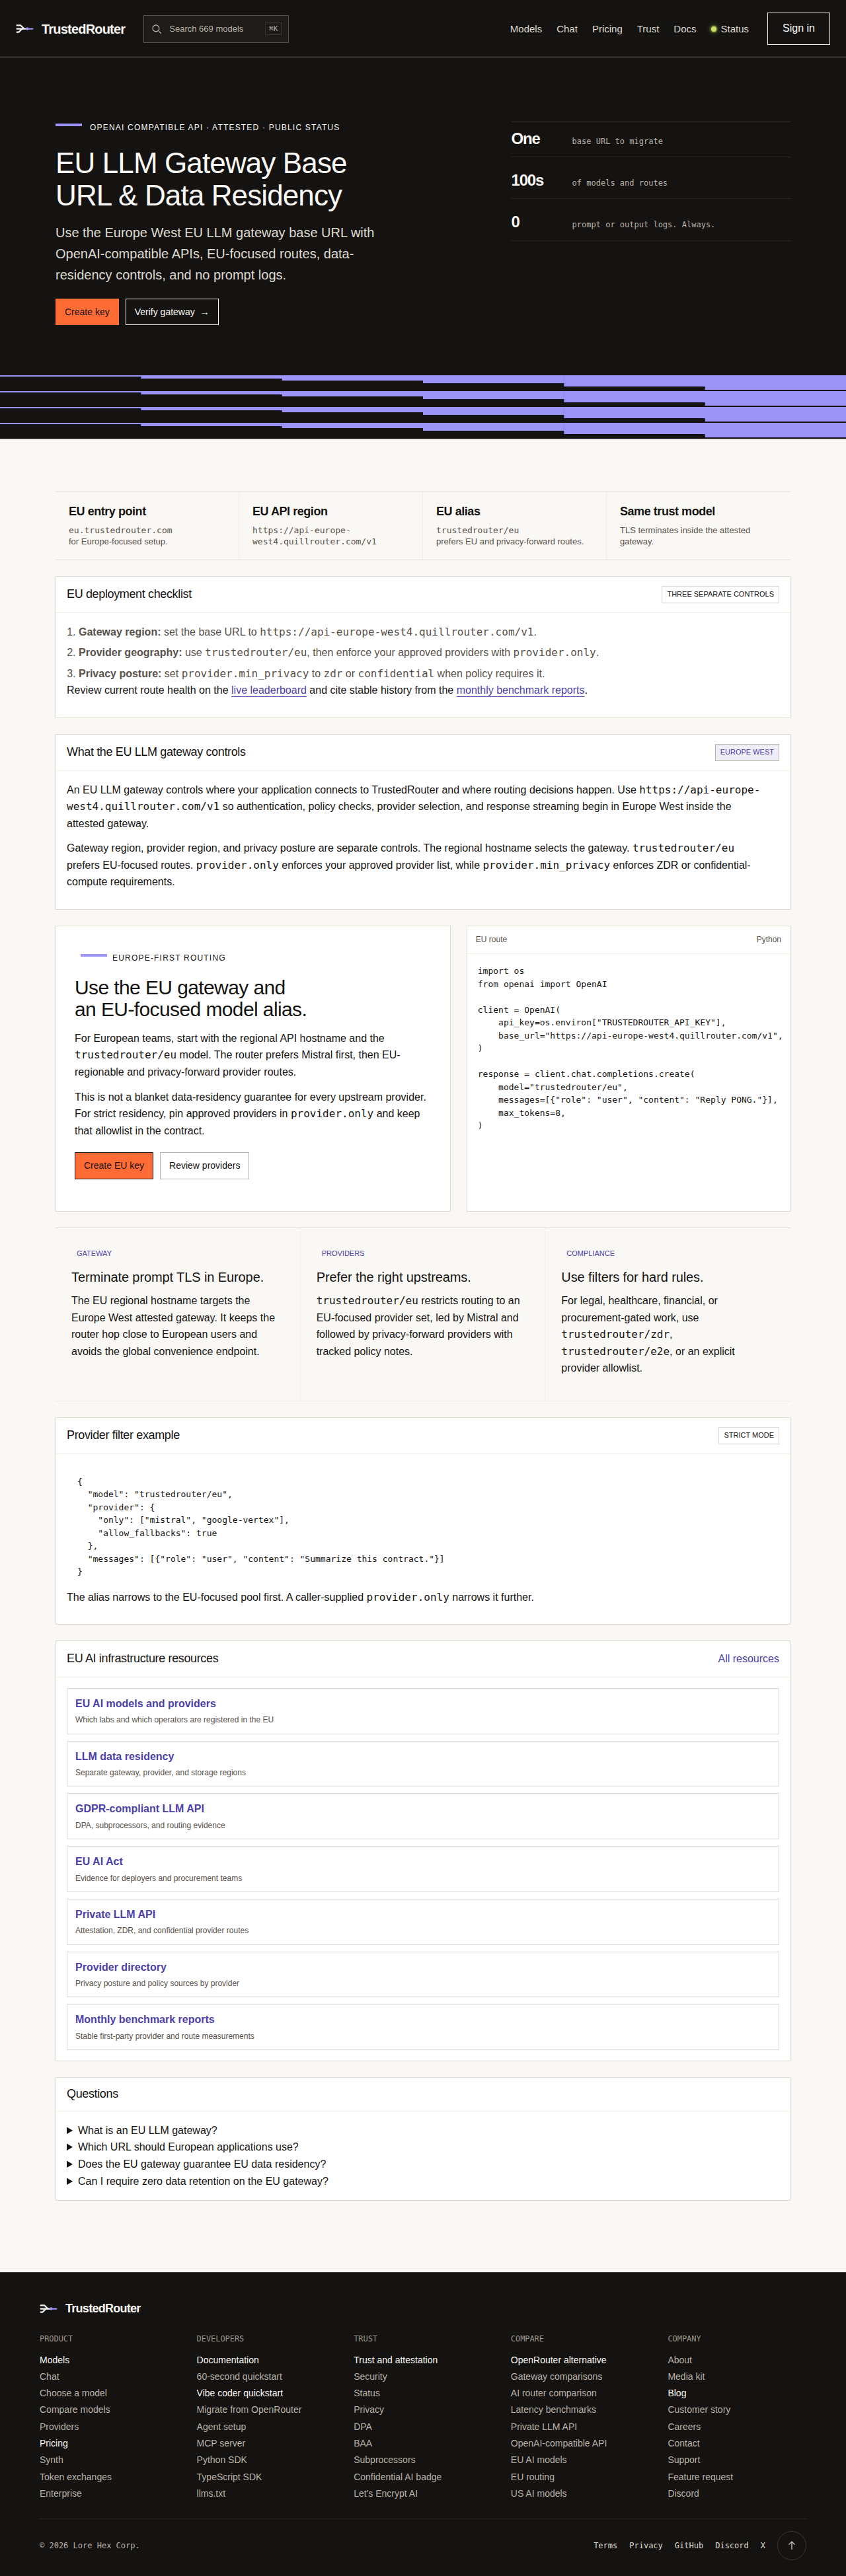 TrustedRouter
Search 669 models
⌘K
Models
Chat
Pricing
Trust
Docs
Status
Sign in
OPENAI COMPATIBLE API · ATTESTED · PUBLIC STATUS
EU LLM Gateway Base
URL & Data Residency
Use the Europe West EU LLM gateway base URL with
OpenAI-compatible APIs, EU-focused routes, data-
residency controls, and no prompt logs.
Create key
Verify gateway →
One
base URL to migrate
100s
of models and routes
0
prompt or output logs. Always.
EU entry point
eu.trustedrouter.com
for Europe-focused setup.
EU API region
https://api-europe-
west4.quillrouter.com/v1
EU alias
trustedrouter/eu
prefers EU and privacy-forward routes.
Same trust model
TLS terminates inside the attested
gateway.
EU deployment checklist
THREE SEPARATE CONTROLS
1. Gateway region: set the base URL to https://api-europe-west4.quillrouter.com/v1.
2. Provider geography: use trustedrouter/eu, then enforce your approved providers with provider.only.
3. Privacy posture: set provider.min_privacy to zdr or confidential when policy requires it.
Review current route health on the live leaderboard and cite stable history from the monthly benchmark reports.
What the EU LLM gateway controls
EUROPE WEST
An EU LLM gateway controls where your application connects to TrustedRouter and where routing decisions happen. Use https://api-europe-
west4.quillrouter.com/v1 so authentication, policy checks, provider selection, and response streaming begin in Europe West inside the
attested gateway.
Gateway region, provider region, and privacy posture are separate controls. The regional hostname selects the gateway. trustedrouter/eu
prefers EU-focused routes. provider.only enforces your approved provider list, while provider.min_privacy enforces ZDR or confidential-
compute requirements.
EUROPE-FIRST ROUTING
Use the EU gateway and
an EU-focused model alias.
For European teams, start with the regional API hostname and the
trustedrouter/eu model. The router prefers Mistral first, then EU-
regionable and privacy-forward provider routes.
This is not a blanket data-residency guarantee for every upstream provider.
For strict residency, pin approved providers in provider.only and keep
that allowlist in the contract.
Create EU key
Review providers
EU route
Python
import os
from openai import OpenAI
client = OpenAI(
api_key=os.environ["TRUSTEDROUTER_API_KEY"],
base_url="https://api-europe-west4.quillrouter.com/v1",
)
response = client.chat.completions.create(
model="trustedrouter/eu",
messages=[{"role": "user", "content": "Reply PONG."}],
max_tokens=8,
)
GATEWAY
Terminate prompt TLS in Europe.
The EU regional hostname targets the
Europe West attested gateway. It keeps the
router hop close to European users and
avoids the global convenience endpoint.
PROVIDERS
Prefer the right upstreams.
trustedrouter/eu restricts routing to an
EU-focused provider set, led by Mistral and
followed by privacy-forward providers with
tracked policy notes.
COMPLIANCE
Use filters for hard rules.
For legal, healthcare, financial, or
procurement-gated work, use
trustedrouter/zdr,
trustedrouter/e2e, or an explicit
provider allowlist.
Provider filter example
STRICT MODE
{
"model": "trustedrouter/eu",
"provider": {
"only": ["mistral", "google-vertex"],
"allow_fallbacks": true
},
"messages": [{"role": "user", "content": "Summarize this contract."}]
}
The alias narrows to the EU-focused pool first. A caller-supplied provider.only narrows it further.
EU AI infrastructure resources
All resources
EU AI models and providers
Which labs and which operators are registered in the EU
LLM data residency
Separate gateway, provider, and storage regions
GDPR-compliant LLM API
DPA, subprocessors, and routing evidence
EU AI Act
Evidence for deployers and procurement teams
Private LLM API
Attestation, ZDR, and confidential provider routes
Provider directory
Privacy posture and policy sources by provider
Monthly benchmark reports
Stable first-party provider and route measurements
Questions
What is an EU LLM gateway?
Which URL should European applications use?
Does the EU gateway guarantee EU data residency?
Can I require zero data retention on the EU gateway?
TrustedRouter
PRODUCT
Models
Chat
Choose a model
Compare models
Providers
Pricing
Synth
Token exchanges
Enterprise
DEVELOPERS
Documentation
60-second quickstart
Vibe coder quickstart
Migrate from OpenRouter
Agent setup
MCP server
Python SDK
TypeScript SDK
llms.txt
TRUST
Trust and attestation
Security
Status
Privacy
DPA
BAA
Subprocessors
Confidential AI badge
Let's Encrypt AI
COMPARE
OpenRouter alternative
Gateway comparisons
AI router comparison
Latency benchmarks
Private LLM API
OpenAI-compatible API
EU AI models
EU routing
US AI models
COMPANY
About
Media kit
Blog
Customer story
Careers
Contact
Support
Feature request
Discord
© 2026 Lore Hex Corp.
Terms
Privacy
GitHub
Discord
X